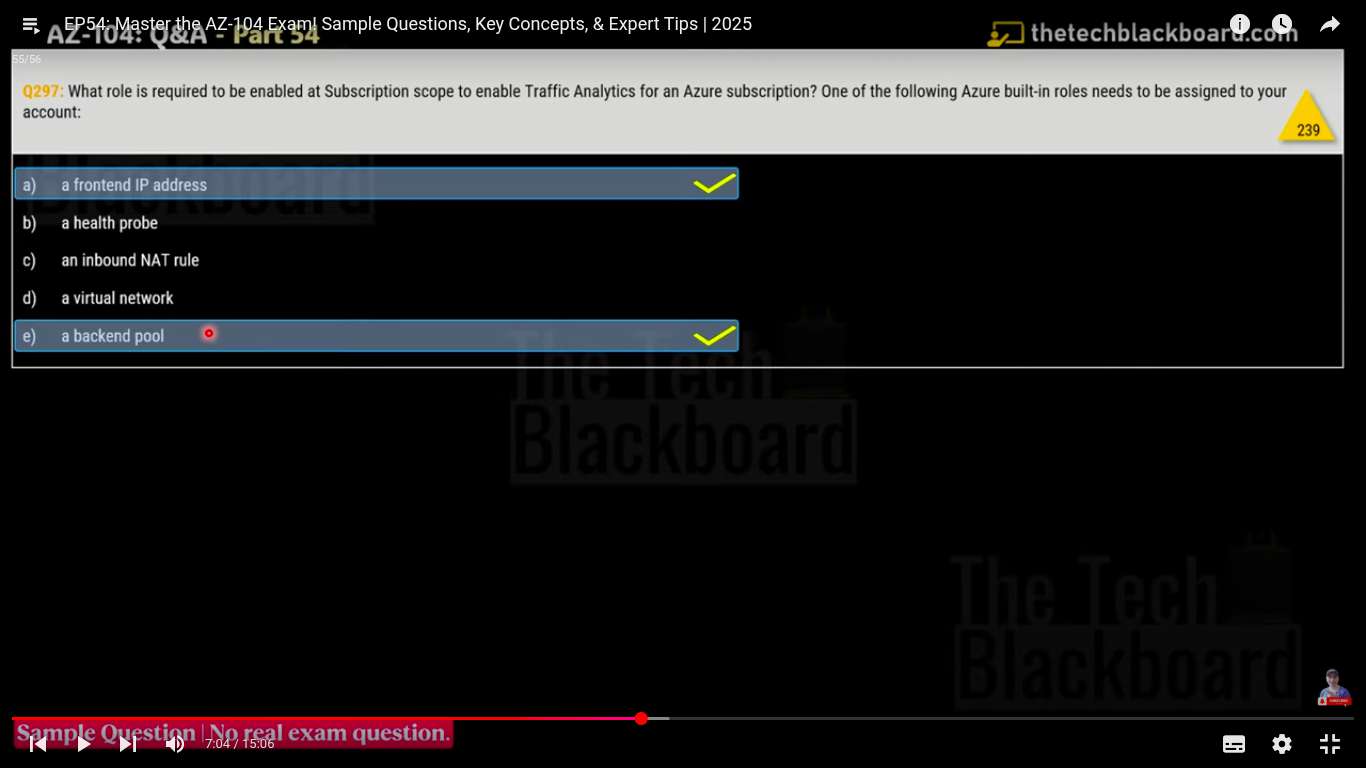 EP54: Master the AZ-104 Exam! Sample Questions, Key Concepts, & Expert Tips | 2025
AZ-104: Q&A - Part 54
thetechblackboard.com
55/56
Q297: What role is required to be enabled at Subscription scope to enable Traffic Analytics for an Azure subscription? One of the following Azure built-in roles needs to be assigned to your
account:
239
a) a frontend IP address
b) a health probe
c) an inbound NAT rule
d) a virtual network
e) a backend pool
Blackboard
The Tech
Blackboard
The Tech
Blackboard
Sample Question | No real exam question.
7:04 / 15:06